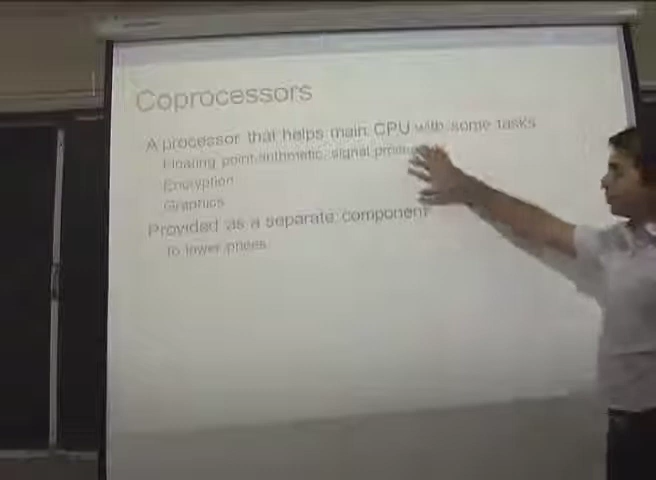 Coprocessors
A processor that helps main CPU with some tasks
Floating point arithmetic, signal
Encryption
Graphics
Provided as a separate component
To lower prices